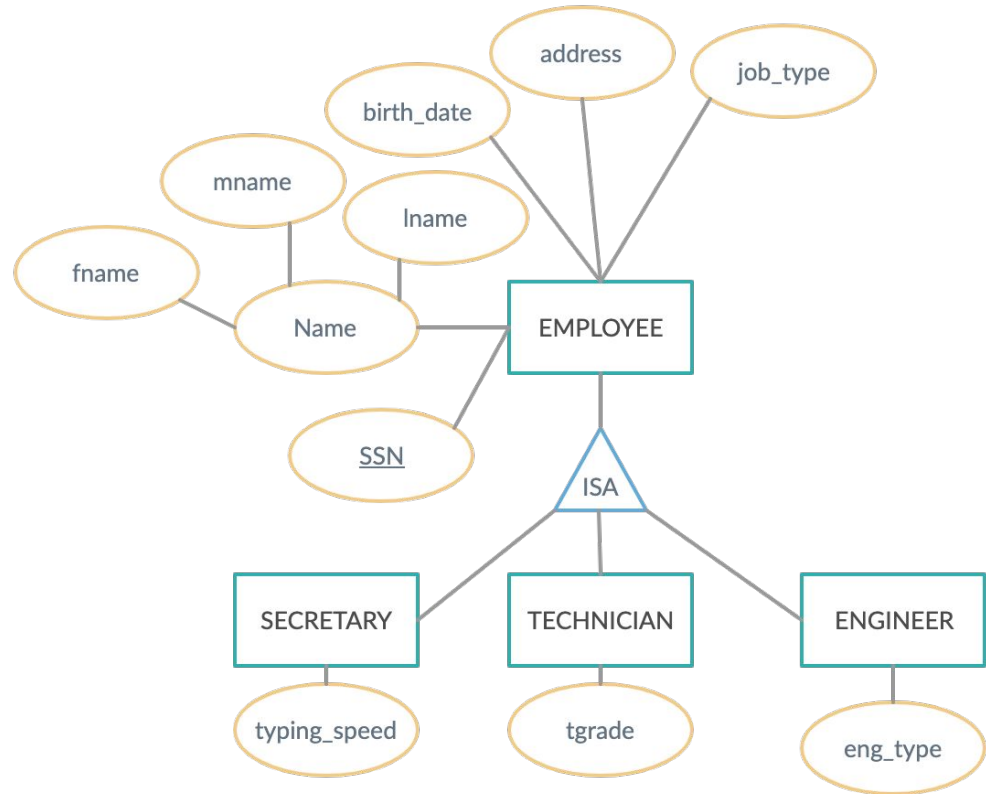 address
job_type
birth_date
mname
lname
fname
Name
EMPLOYEE
SSN
ISA
SECRETARY
TECHNICIAN
ENGINEER
typing_speed
tgrade
eng_type